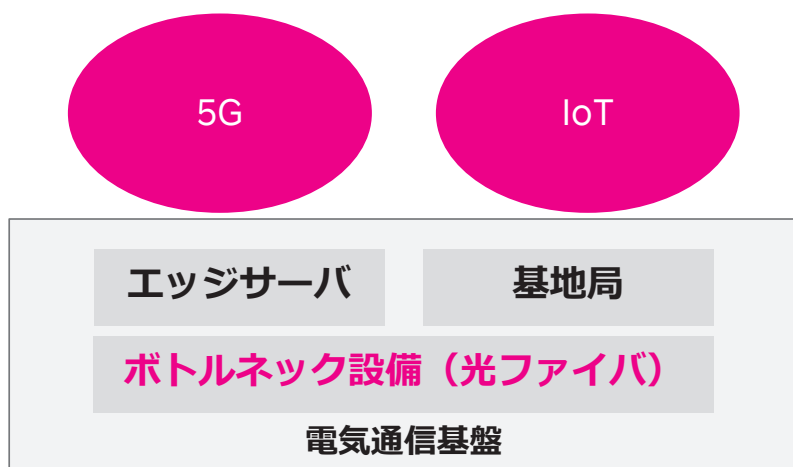 5G
IoT
エッジサーバ
基地局
ボトルネック設備（光ファイバ）
電気通信基盤